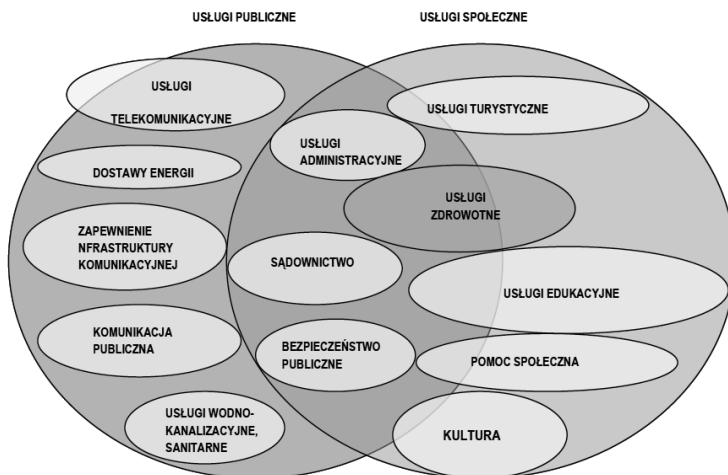 USŁUGI PUBLICZNE
USŁUGI SPOŁECZNE
USŁUGI
TELEKOMUNIKACYJNE
DOSTAWY ENERGII
ZAPEWNIENIE
NFRASTRUKTURY
KOMUNIKACYJNEJ
KOMUNIKACJA
PUBLICZNA
USŁUGI WODNO-
KANALIZACYJNE,
SANITARNE
USŁUGI
ADMINISTRACYJNE
SĄDOWNICTWO
BEZPIECZEŃSTWO
PUBLICZNE
USŁUGI TURYSTYCZNE
USŁUGI
ZDROWOTNE
USŁUGI EDUKACYJNE
POMOC SPOŁECZNA
KULTURA